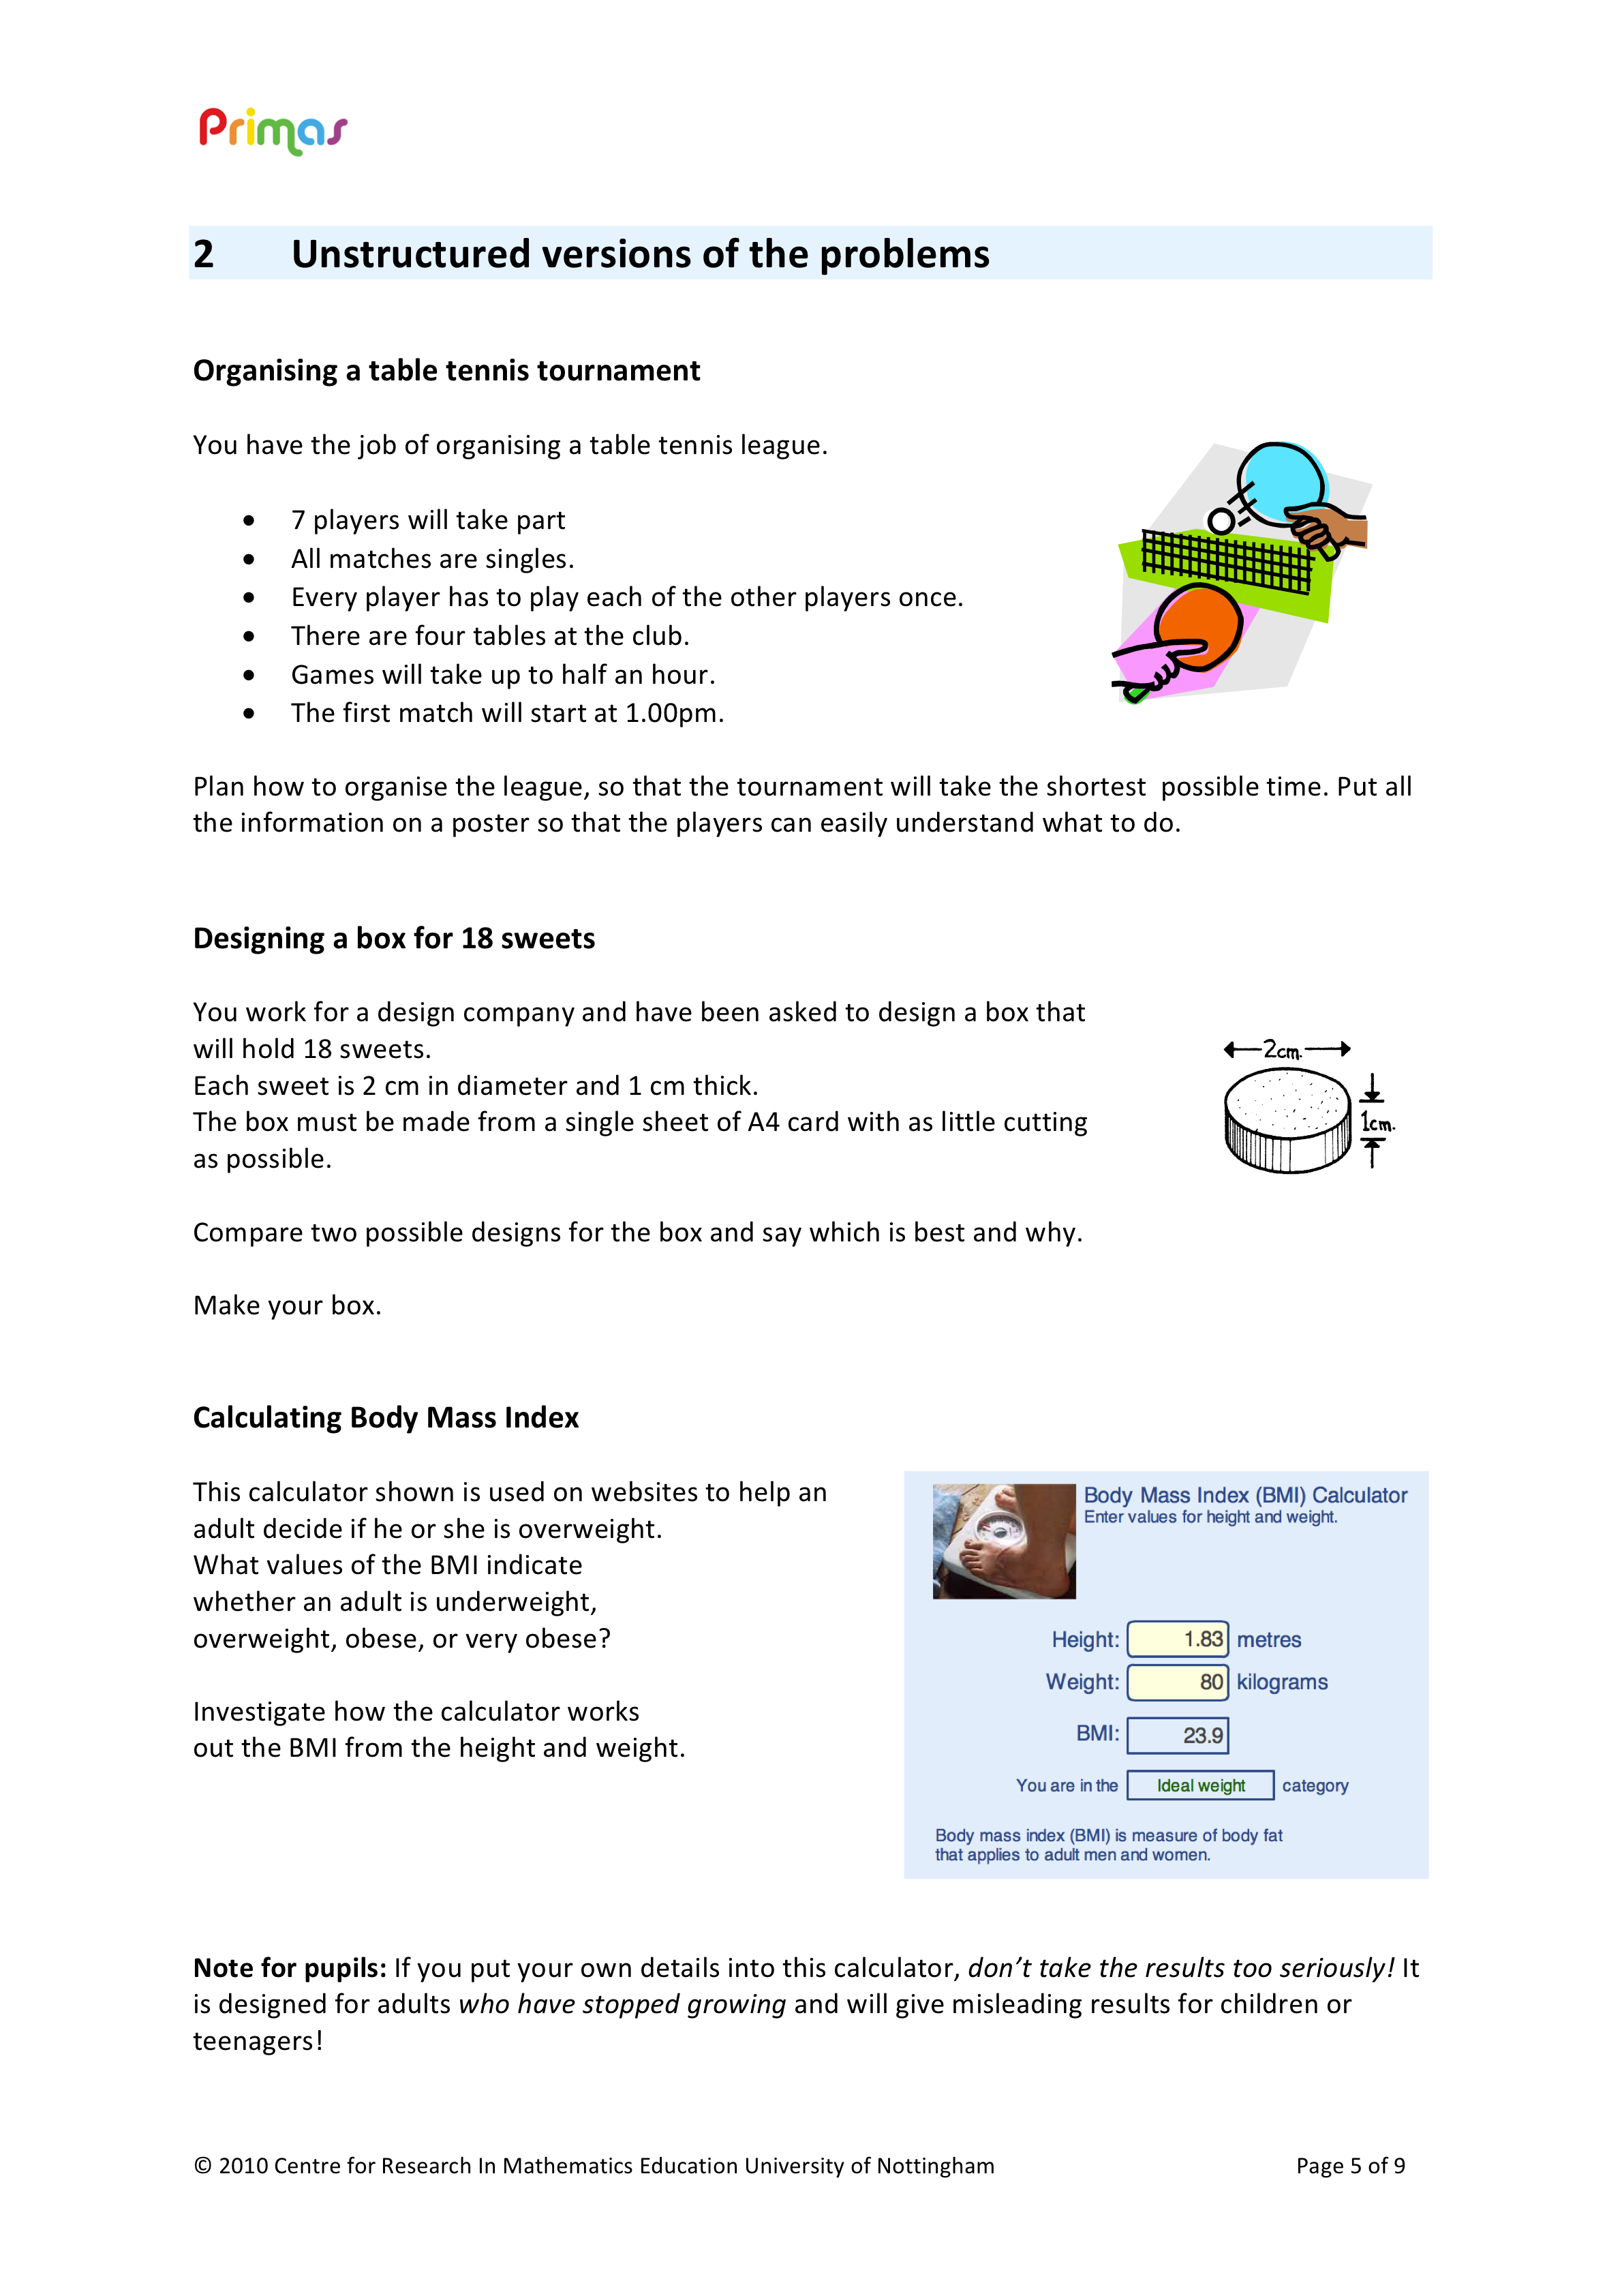 Primas
2 Unstructured versions of the problems
Organising a table tennis tournament
You have the job of organising a table tennis league.
• 7 players will take part
• All matches are singles.
• Every player has to play each of the other players once.
• There are four tables at the club.
• Games will take up to half an hour.
• The first match will start at 1.00pm.
Plan how to organise the league, so that the tournament will take the shortest  possible time. Put all
the information on a poster so that the players can easily understand what to do.
Designing a box for 18 sweets
You work for a design company and have been asked to design a box that
will hold 18 sweets.
Each sweet is 2 cm in diameter and 1 cm thick.
The box must be made from a single sheet of A4 card with as little cutting
as possible.
2cm.
1cm.
Compare two possible designs for the box and say which is best and why.
Make your box.
Calculating Body Mass Index
This calculator shown is used on websites to help an
adult decide if he or she is overweight.
What values of the BMI indicate
whether an adult is underweight,
overweight, obese, or very obese?
Investigate how the calculator works
out the BMI from the height and weight.
Body Mass Index (BMI) Calculator
Enter values for height and weight.
Height: 1.83 metres
Weight: 80 kilograms
BMI: 23.9
You are in the Ideal weight category
Body mass index (BMI) is measure of body fat
that applies to adult men and women.
Note for pupils: If you put your own details into this calculator, don't take the results too seriously! It
is designed for adults who have stopped growing and will give misleading results for children or
teenagers!
© 2010 Centre for Research In Mathematics Education University of Nottingham Page 5 of 9